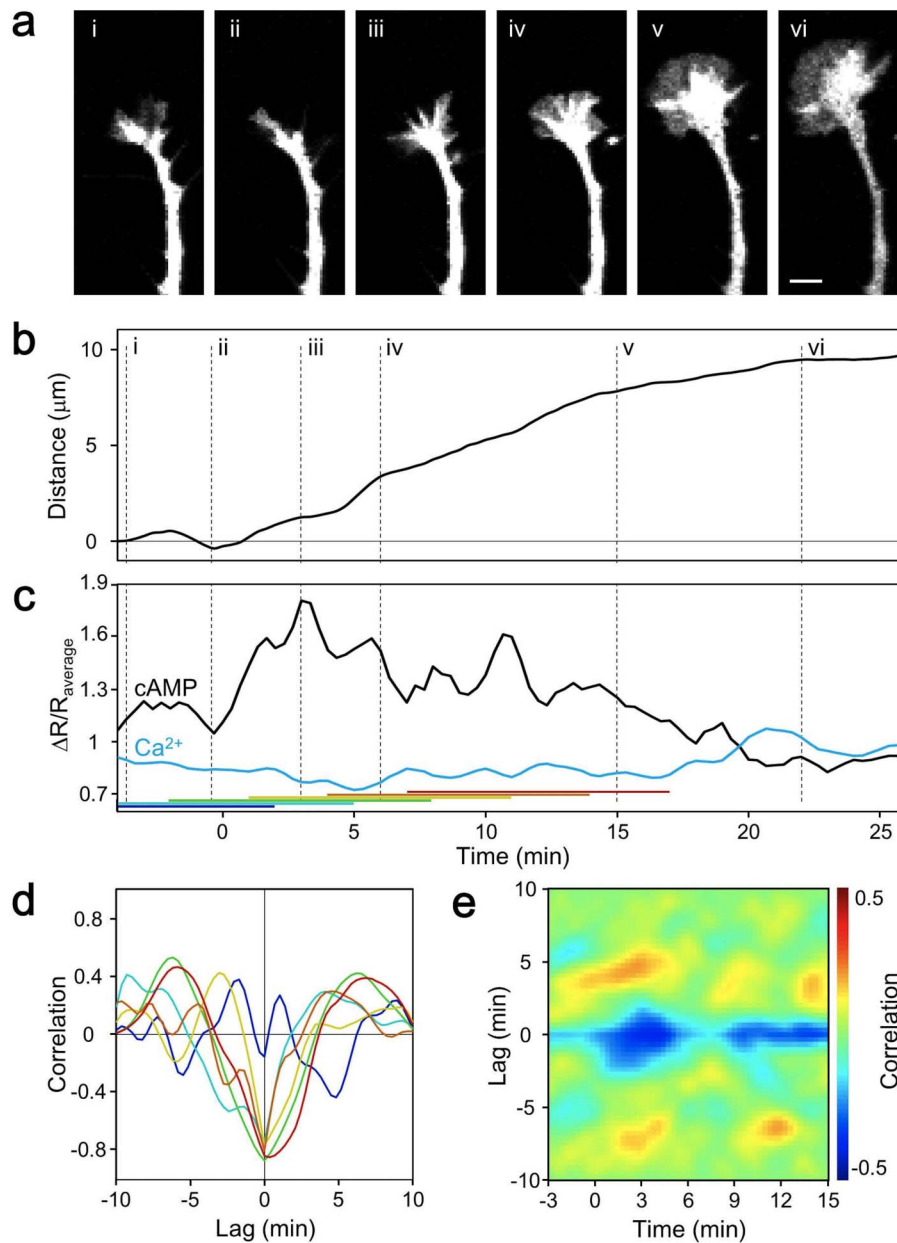 a
i ii iii iv v vi
b
i ii iii iv v vi
10
5
0
Distance (μm)
c
1.9
1.6
1.3
1
0.7
ΔR/Raverage
cAMP
Ca²⁺
0 5 10 15 20 25
Time (min)
d
0.8
0.4
0
-0.4
-0.8
Correlation
-10 -5 0 5 10
Lag (min)
e
10
5
0
-5
-10
Lag (min)
-3 0 3 6 9 12 15
Time (min)
0.5
-0.5
Correlation